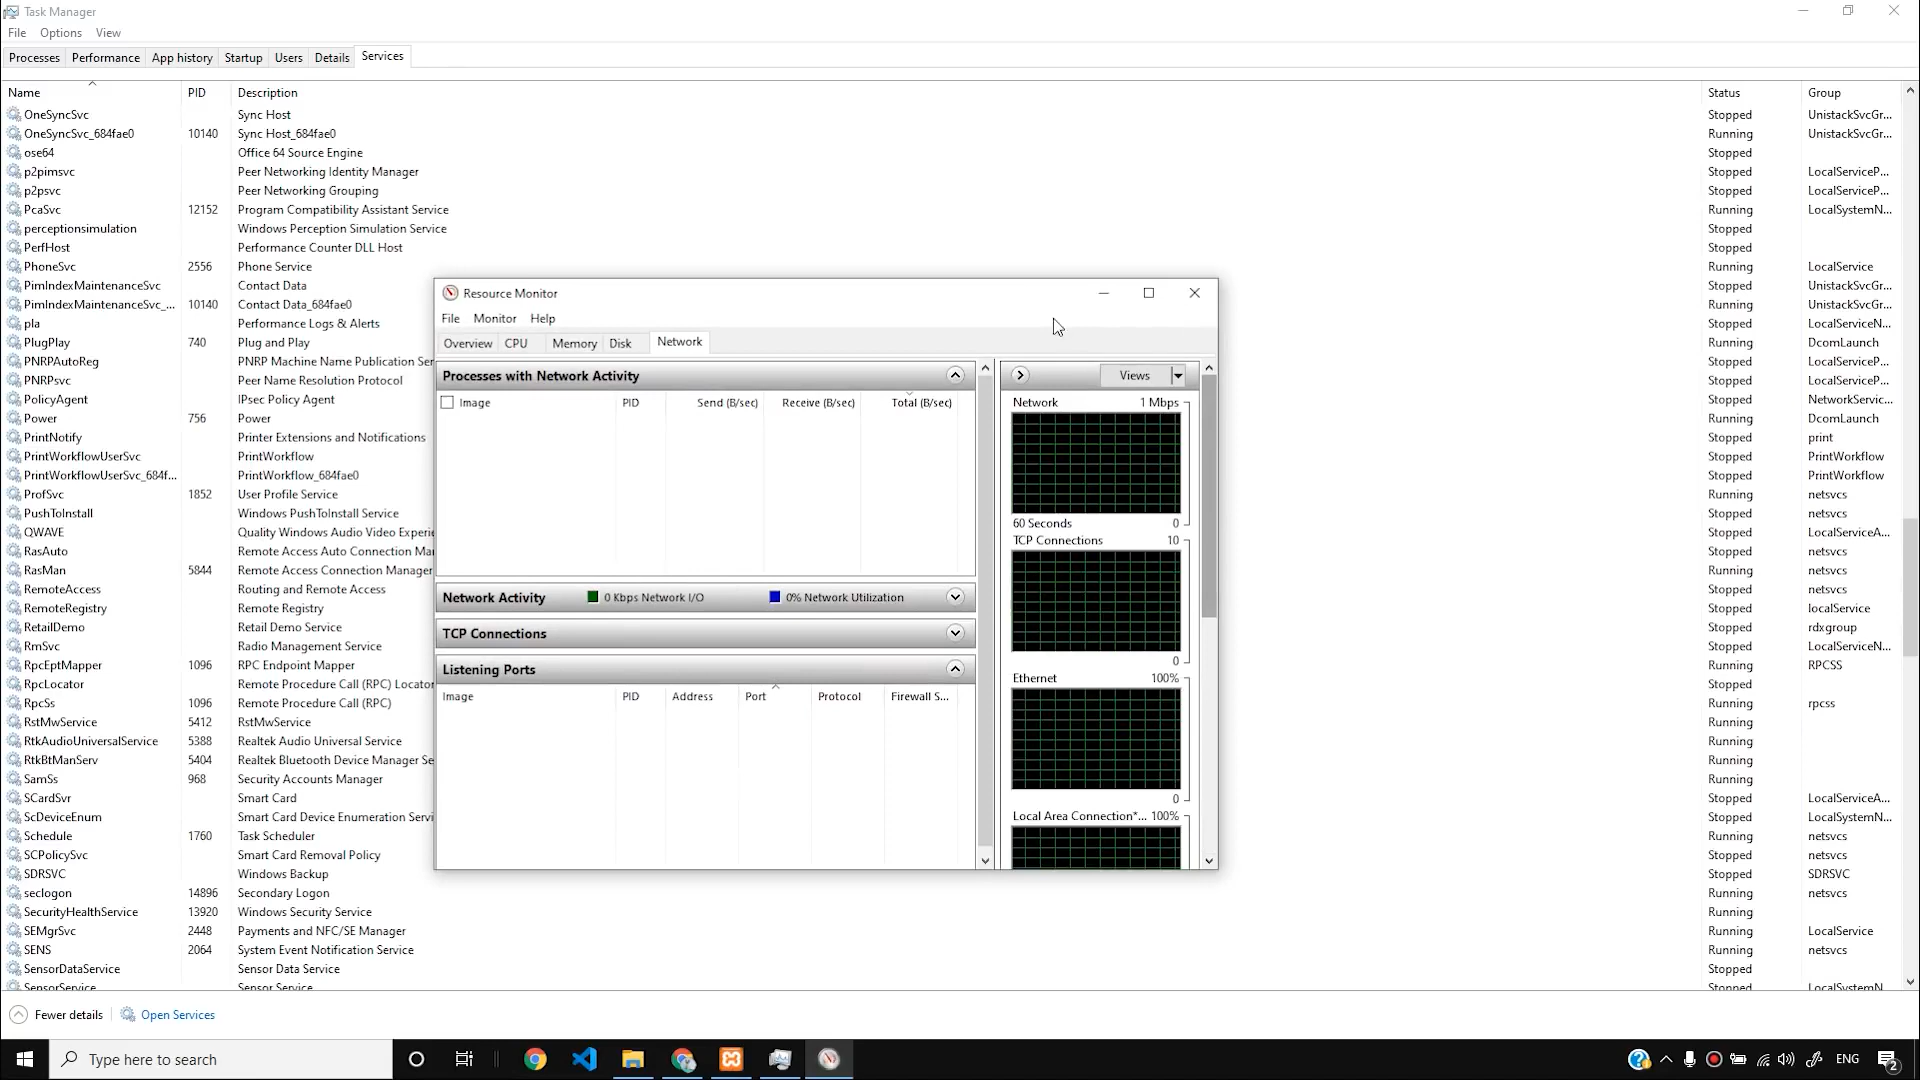 Task Manager
File Options View
Processes Performance App history Startup Users Details Services
Name PID Description Status Group
OneSyncSvc Sync Host Stopped UnistackSvcGr...
OneSyncSvc_684fae0 10140 Sync Host_684fae0 Running UnistackSvcGr...
ose64 Office 64 Source Engine Stopped
p2pimsvc Peer Networking Identity Manager Stopped LocalServiceP...
p2psvc Peer Networking Grouping Stopped LocalServiceP...
PcaSvc 12152 Program Compatibility Assistant Service Running LocalSystemN...
perceptionsimulation Windows Perception Simulation Service Stopped
PerfHost Performance Counter DLL Host Stopped
PhoneSvc 2556 Phone Service Running LocalService
PimIndexMaintenanceSvc Contact Data Stopped UnistackSvcGr...
PimIndexMaintenanceSvc_... 10140 Contact Data_684fae0 Running UnistackSvcGr...
pla Performance Logs & Alerts Stopped LocalServiceN...
PlugPlay 740 Plug and Play Running DcomLaunch
PNRPAutoReg PNRP Machine Name Publication Ser Stopped LocalServiceP...
PNRPsvc Peer Name Resolution Protocol Stopped LocalServiceP...
PolicyAgent IPsec Policy Agent Stopped NetworkServic...
Power 756 Power Running DcomLaunch
PrintNotify Printer Extensions and Notifications Stopped print
PrintWorkflowUserSvc PrintWorkflow Stopped PrintWorkflow
PrintWorkflowUserSvc_684f... PrintWorkflow_684fae0 Stopped PrintWorkflow
ProfSvc 1852 User Profile Service Running netsvcs
PushToInstall Windows PushToInstall Service Stopped netsvcs
QWAVE Quality Windows Audio Video Experie Stopped LocalServiceA...
RasAuto Remote Access Auto Connection Mar Stopped netsvcs
RasMan 5844 Remote Access Connection Manager Running netsvcs
RemoteAccess Routing and Remote Access Stopped netsvcs
RemoteRegistry Remote Registry Stopped localService
RetailDemo Retail Demo Service Stopped rdxgroup
RmSvc Radio Management Service Stopped LocalServiceN...
RpcEptMapper 1096 RPC Endpoint Mapper Running RPCSS
RpcLocator Remote Procedure Call (RPC) Locator Stopped
RpcSs 1096 Remote Procedure Call (RPC) Running rpcss
RstMwService 5412 RstMwService Running
RtkAudioUniversalService 5388 Realtek Audio Universal Service Running
RtkBtManServ 5404 Realtek Bluetooth Device Manager Se Running
SamSs 968 Security Accounts Manager Running
SCardSvr Smart Card Stopped LocalServiceA...
ScDeviceEnum Smart Card Device Enumeration Servi Stopped LocalSystemN...
Schedule 1760 Task Scheduler Running netsvcs
SCPolicySvc Smart Card Removal Policy Stopped netsvcs
SDRSVC Windows Backup Stopped SDRSVC
seclogon 14896 Secondary Logon Running netsvcs
SecurityHealthService 13920 Windows Security Service Running
SEMgrSvc 2448 Payments and NFC/SE Manager Running LocalService
SENS 2064 System Event Notification Service Running netsvcs
SensorDataService Sensor Data Service Stopped
SensorService Sensor Service Stopped LocalSystemN
Resource Monitor
File Monitor Help
Overview CPU Memory Disk Network
Processes with Network Activity
Image PID Send (B/sec) Receive (B/sec) Total (B/sec)
Network Activity 0 Kbps Network I/O 0% Network Utilization
TCP Connections
Listening Ports
Image PID Address Port Protocol Firewall S...
Views
Network 1 Mbps
60 Seconds 0
TCP Connections 10
0
Ethernet 100%
0
Local Area Connection*... 100%
Fewer details Open Services
Type here to search
ENG
2